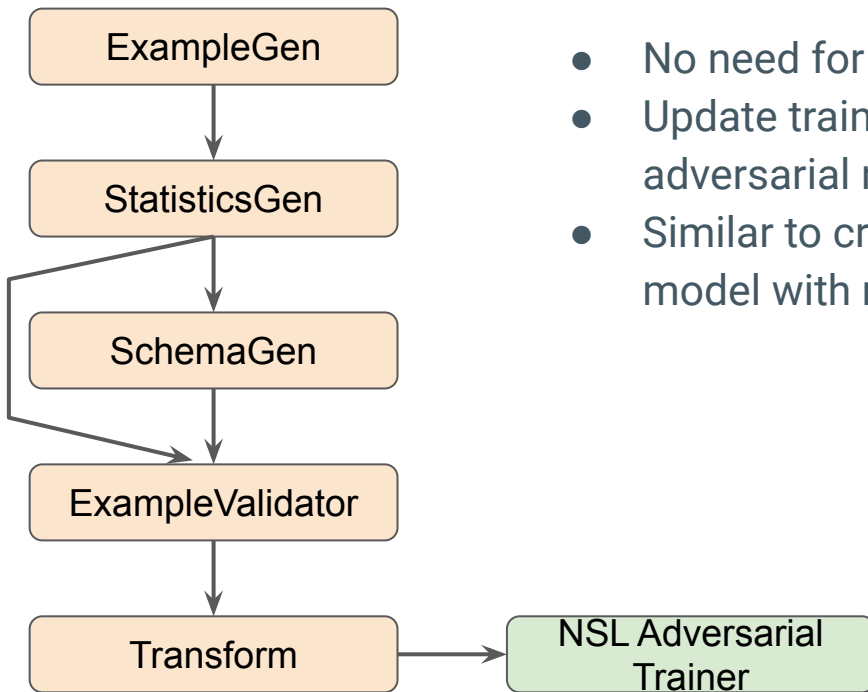 ExampleGen
StatisticsGen
SchemaGen
ExampleValidator
Transform
NSL Adversarial
Trainer
● No need for
● Update train
adversarial
● Similar to cr
model with